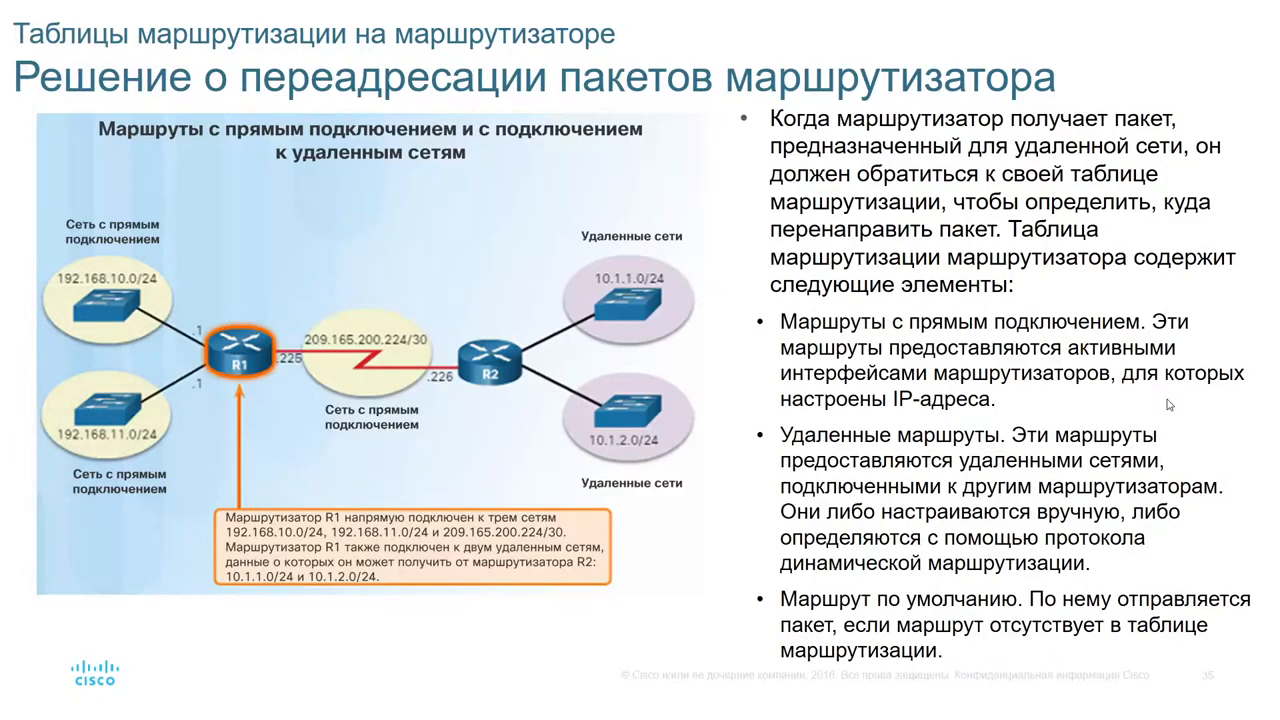 Таблицы маршрутизации на маршрутизаторе
Решение о переадресации пакетов маршрутизатора
Маршруты с прямым подключением и с подключением
к удаленным сетям
Сеть с прямым
подключением
192.168.10.0/24
.1
R1
.1
192.168.11.0/24
Сеть с прямым
подключением
.225
209.165.200.224/30
.226
Сеть с прямым
подключением
R2
Удаленные сети
10.1.1.0/24
10.1.2.0/24
Удаленные сети
Маршрутизатор R1 напрямую подключен к трем сетям
192.168.10.0/24, 192.168.11.0/24 и 209.165.200.224/30.
Маршрутизатор R1 также подключен к двум удаленным сетям,
данные о которых он может получить от маршрутизатора R2:
10.1.1.0/24 и 10.1.2.0/24.
• Когда маршрутизатор получает пакет,
предназначенный для удаленной сети, он
должен обратиться к своей таблице
маршрутизации, чтобы определить, куда
перенаправить пакет. Таблица
маршрутизации маршрутизатора содержит
следующие элементы:
• Маршруты с прямым подключением. Эти
маршруты предоставляются активными
интерфейсами маршрутизаторов, для которых
настроены IP-адреса.
• Удаленные маршруты. Эти маршруты
предоставляются удаленными сетями,
подключенными к другим маршрутизаторам.
Они либо настраиваются вручную, либо
определяются с помощью протокола
динамической маршрутизации.
• Маршрут по умолчанию. По нему отправляется
пакет, если маршрут отсутствует в таблице
маршрутизации.
CISCO
© Cisco и/или ее дочерние компании, 2016. Все права защищены. Конфиденциальная информация Cisco
35